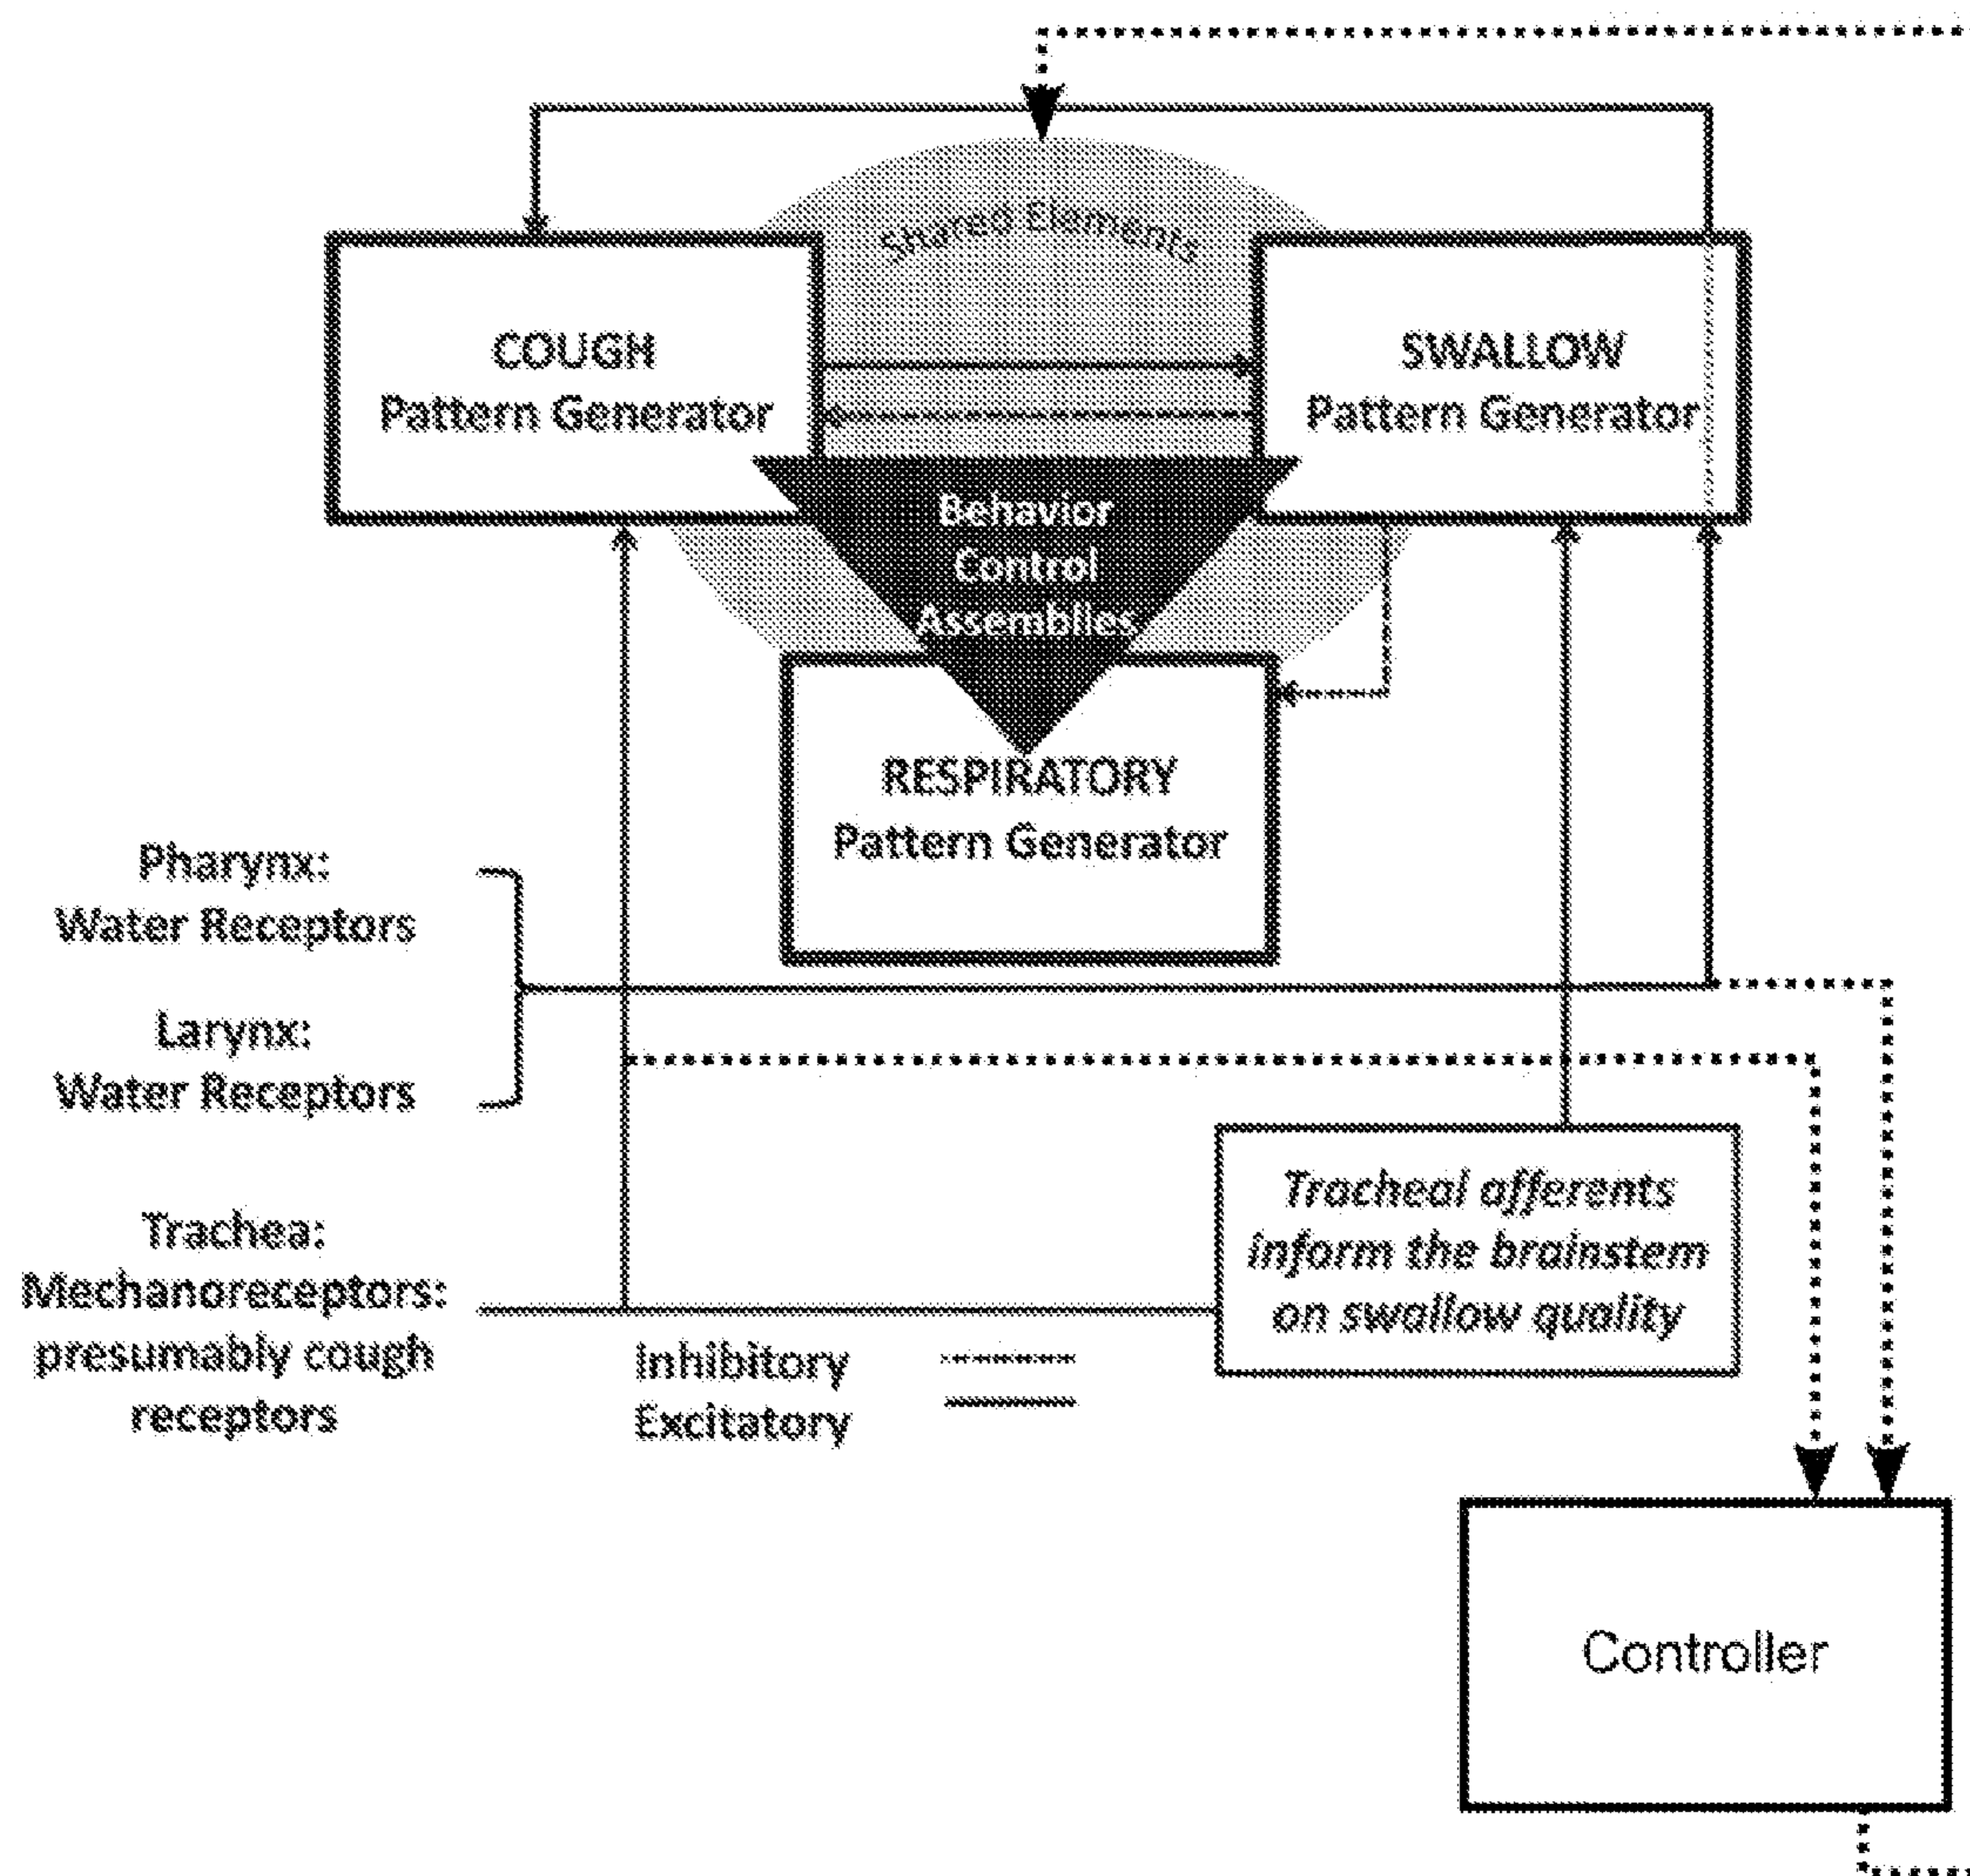 Shared Elements
COUGH
Pattern Generator
SWALLOW
Pattern Generator
Behavior
Control
Assemblies
RESPIRATORY
Pattern Generator
Pharynx:
Water Receptors
Larynx:
Water Receptors
Trachea:
Mechanoreceptors:
presumably cough
receptors
Tracheal afferents
inform the brainstem
on swallow quality
Inhibitory
Excitatory
Controller